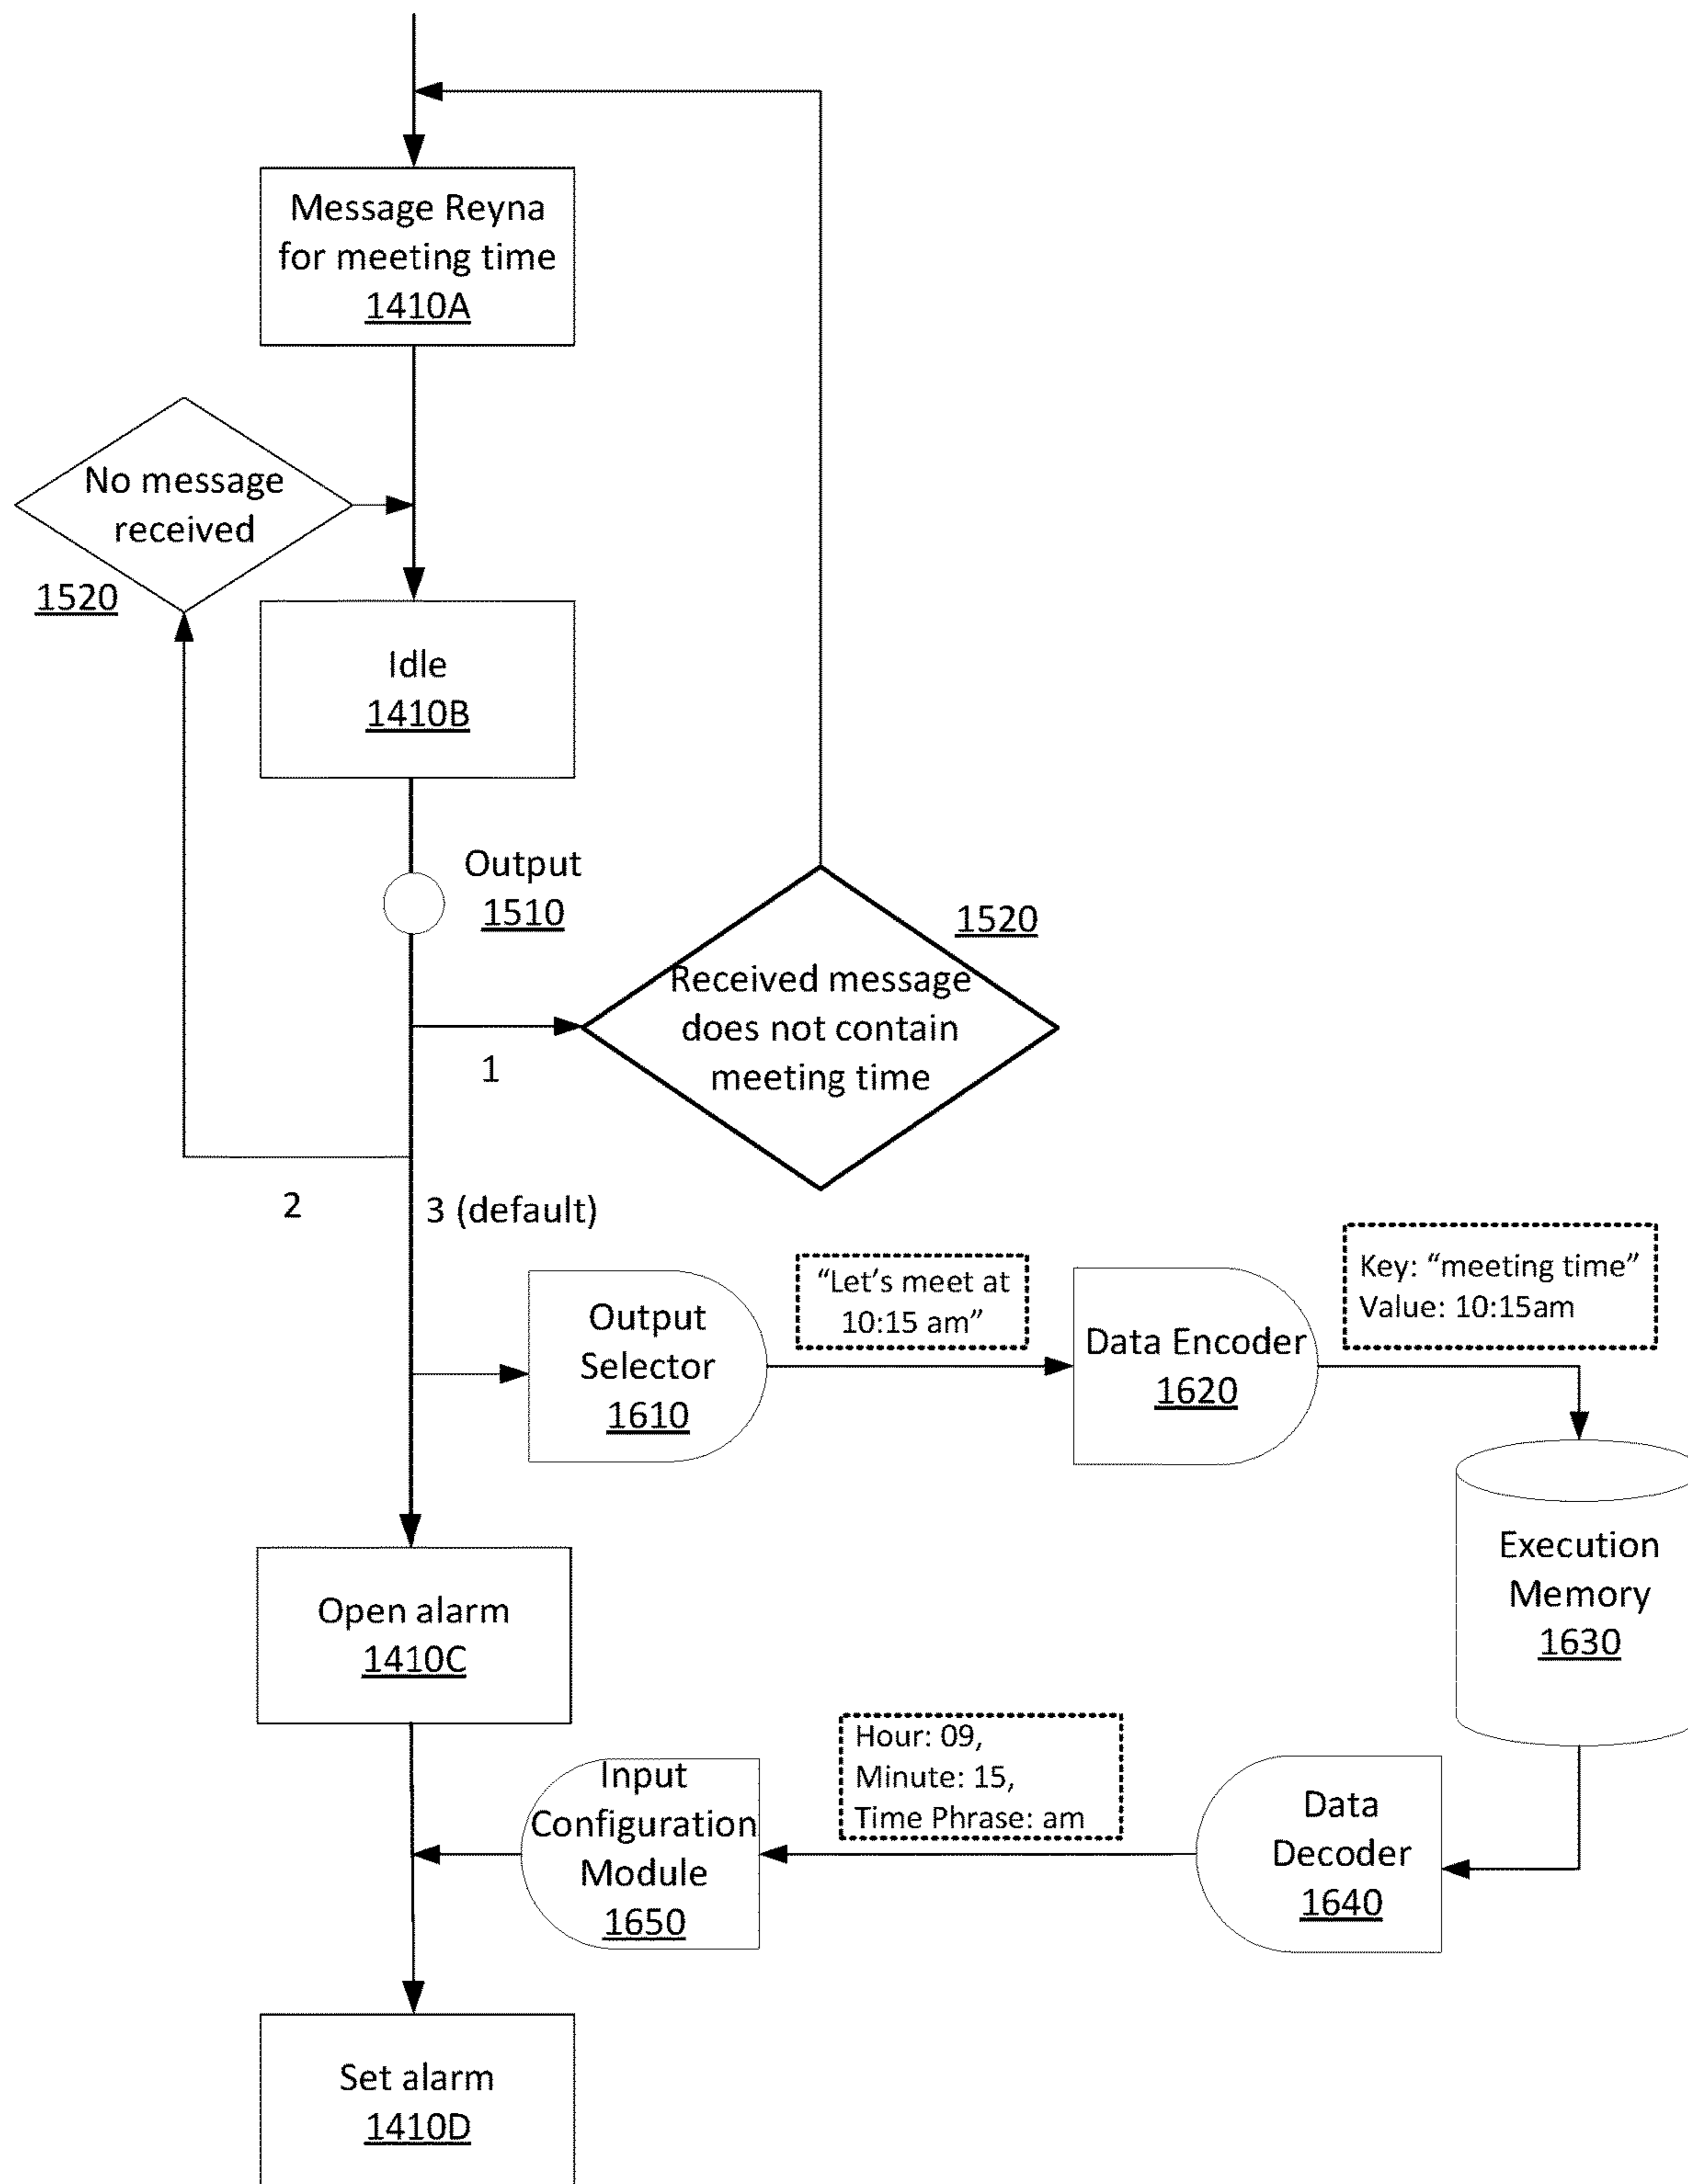 Message Reyna
for meeting time
1410A
No message
received
1520
Idle
1410B
Output
1510
1520
Received message
does not contain
meeting time
1
2
3 (default)
Output
Selector
1610
“Let’s meet at
10:15 am”
Data Encoder
1620
Key: “meeting time”
Value: 10:15am
Execution
Memory
1630
Open alarm
1410C
Input
Configuration
Module
1650
Hour: 09,
Minute: 15,
Time Phrase: am
Data
Decoder
1640
Set alarm
1410D